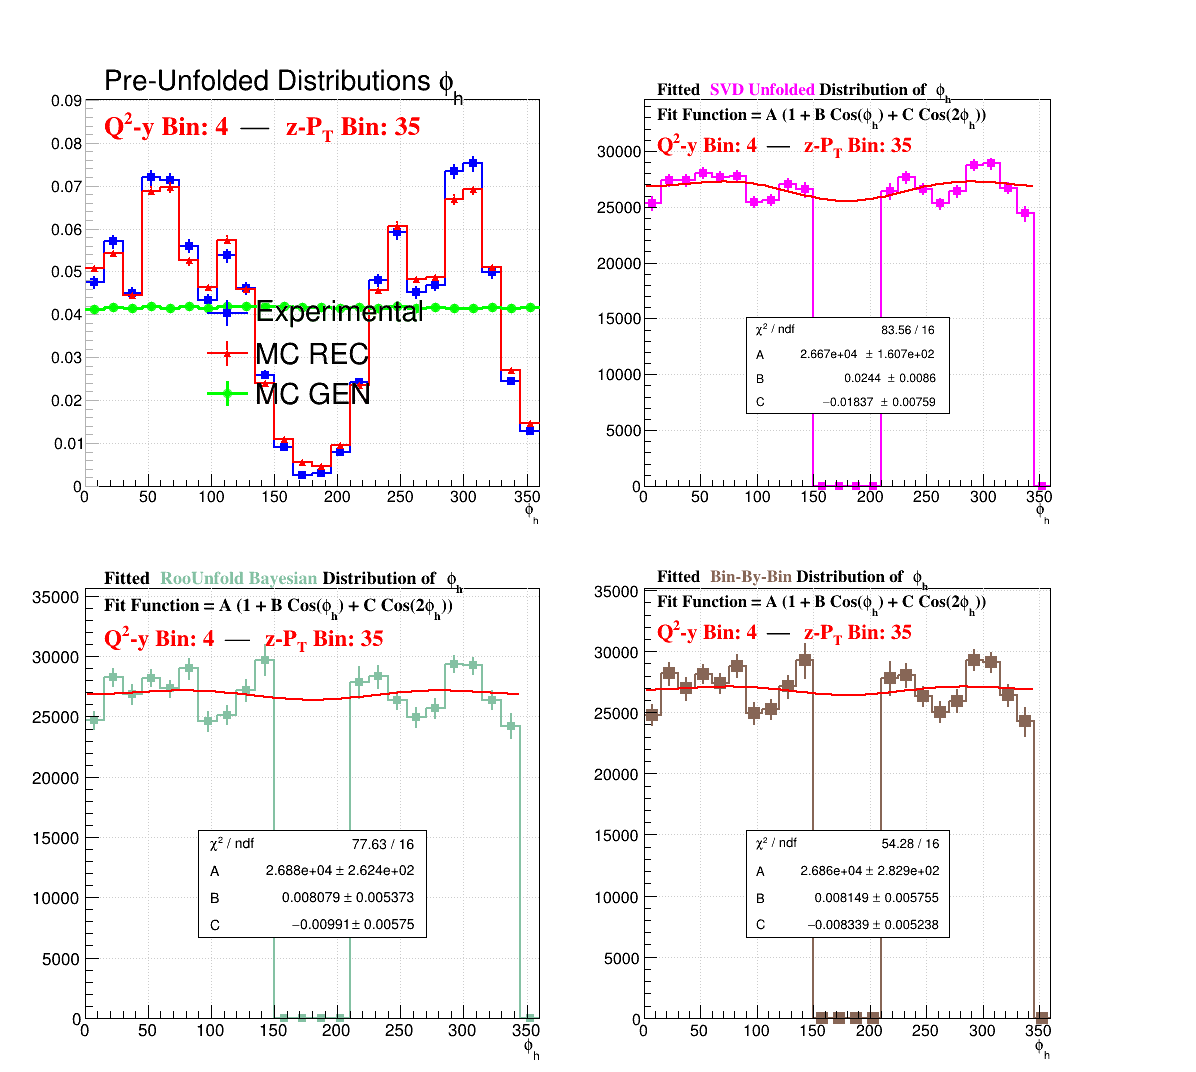 Pre-Unfolded Distributions ϕh
Q2-y Bin: 4 — z-PT Bin: 35
0.09
0.08
0.07
0.06
0.05
0.04
0.03
0.02
0.01
0
Experimental
MC REC
MC GEN
0 50 100 150 200 250 300 350
ϕh
Fitted SVD Unfolded Distribution of ϕh
Fit Function = A (1 + B Cos(ϕh) + C Cos(2ϕh))
Q2-y Bin: 4 — z-PT Bin: 35
30000
25000
20000
15000
10000
5000
0
χ2 / ndf 83.56 / 16
A 2.667e+04 ± 1.607e+02
B 0.0244 ± 0.0086
C −0.01837 ± 0.00759
0 50 100 150 200 250 300 350
ϕh
Fitted RooUnfold Bayesian Distribution of ϕh
Fit Function = A (1 + B Cos(ϕh) + C Cos(2ϕh))
Q2-y Bin: 4 — z-PT Bin: 35
35000
30000
25000
20000
15000
10000
5000
0
χ2 / ndf 77.63 / 16
A 2.688e+04 ± 2.624e+02
B 0.008079 ± 0.005373
C −0.00991 ± 0.00575
0 50 100 150 200 250 300 350
ϕh
Fitted Bin-By-Bin Distribution of ϕh
Fit Function = A (1 + B Cos(ϕh) + C Cos(2ϕh))
Q2-y Bin: 4 — z-PT Bin: 35
35000
30000
25000
20000
15000
10000
5000
0
χ2 / ndf 54.28 / 16
A 2.686e+04 ± 2.829e+02
B 0.008149 ± 0.005755
C −0.008339 ± 0.005238
0 50 100 150 200 250 300 350
ϕh